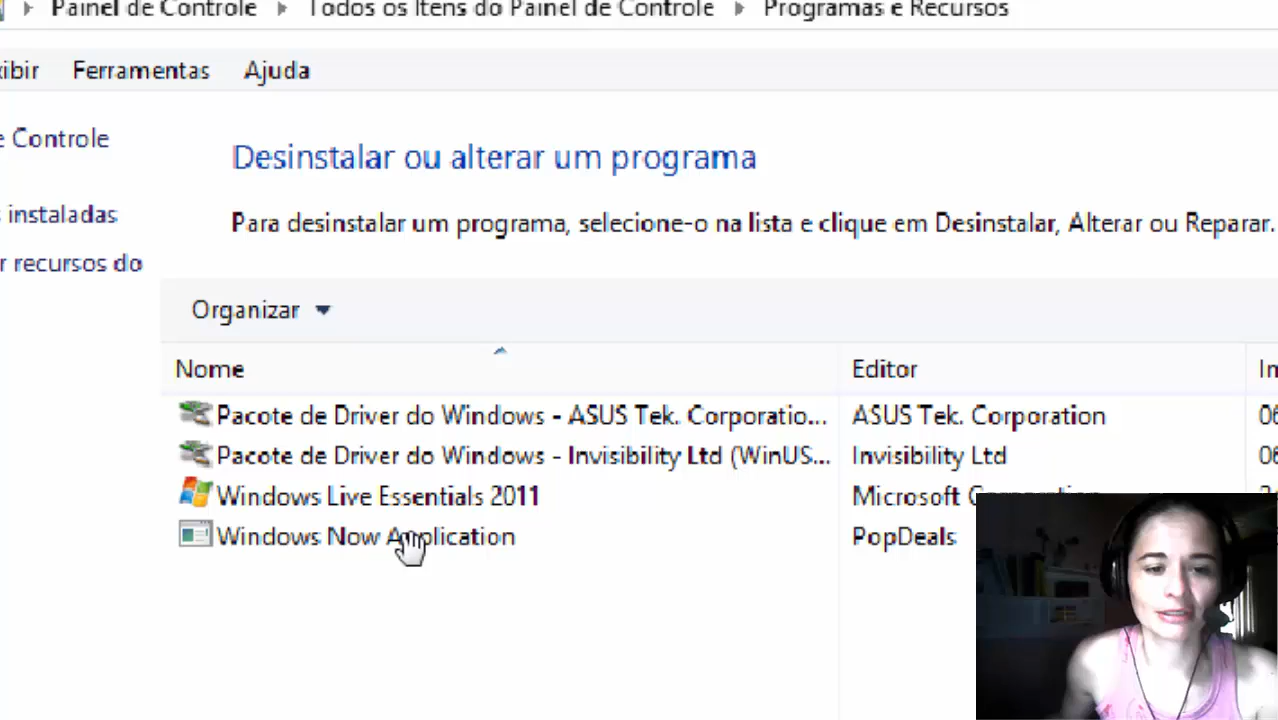 Painel de Controle Todos os Itens do Painel de Controle Programas e Recursos
Ferramentas Ajuda
Controle
instaladas
recursos do
Desinstalar ou alterar um programa
Para desinstalar um programa, selecione-o na lista e clique em Desinstalar, Alterar ou Reparar.
Organizar
Nome Editor
Pacote de Driver do Windows - ASUS Tek. Corporatio... ASUS Tek. Corporation
Pacote de Driver do Windows - Invisibility Ltd (WinUS... Invisibility Ltd
Windows Live Essentials 2011 Microsoft Corporation
Windows Now Application PopDeals